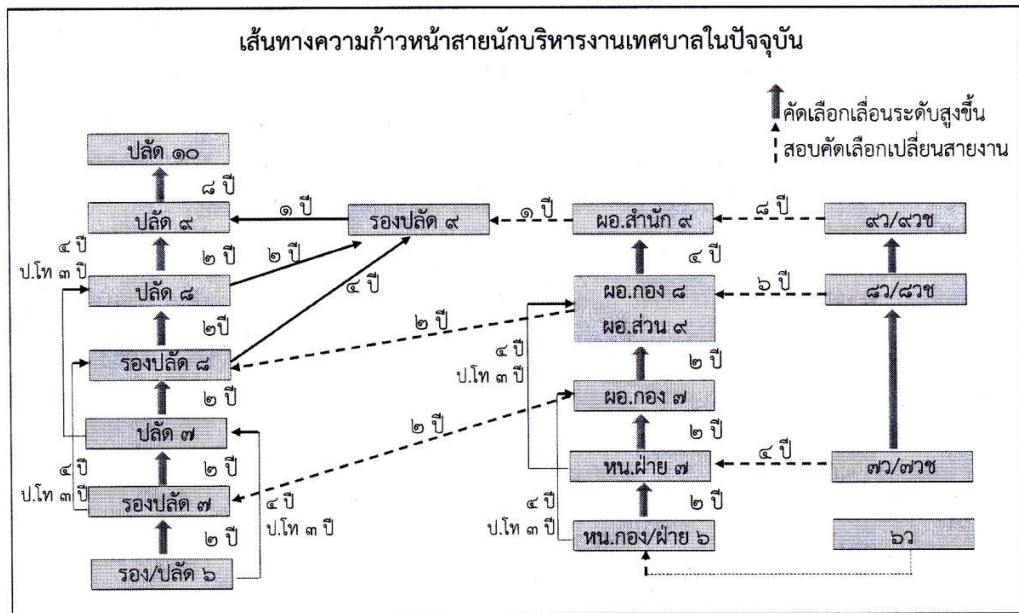 เส้นทางความก้าวหน้าสายนักบริหารงานเทศบาลในปัจจุบัน
คัดเลือกเลื่อนระดับสูงขึ้น
สอบคัดเลือกเปลี่ยนสายงาน
ปลัด ๑๐
๘ ปี
ปลัด ๙
๑ ปี
รองปลัด ๙
๑ ปี
ผอ.สำนัก ๙
๘ ปี
๙ว/๙วช
๔ ปี
ป.โท ๓ ปี
๒ ปี
๒ ปี
๔ ปี
๔ ปี
ปลัด ๘
ผอ.กอง ๘
ผอ.ส่วน ๙
๖ ปี
๘ว/๘วช
๒ปี
๒ ปี
รองปลัด ๘
๔ ปี
ป.โท ๓ ปี
๒ ปี
๒ ปี
ผอ.กอง ๗
ปลัด ๗
๒ ปี
๒ ปี
๔ ปี
ป.โท ๓ ปี
๒ ปี
หน.ฝ่าย ๗
๔ ปี
๗ว/๗วช
รองปลัด ๗
๔ ปี
ป.โท ๓ ปี
๔ ปี
ป.โท ๓ ปี
๒ ปี
๒ ปี
หน.กอง/ฝ่าย ๖
๖ว
รอง/ปลัด ๖